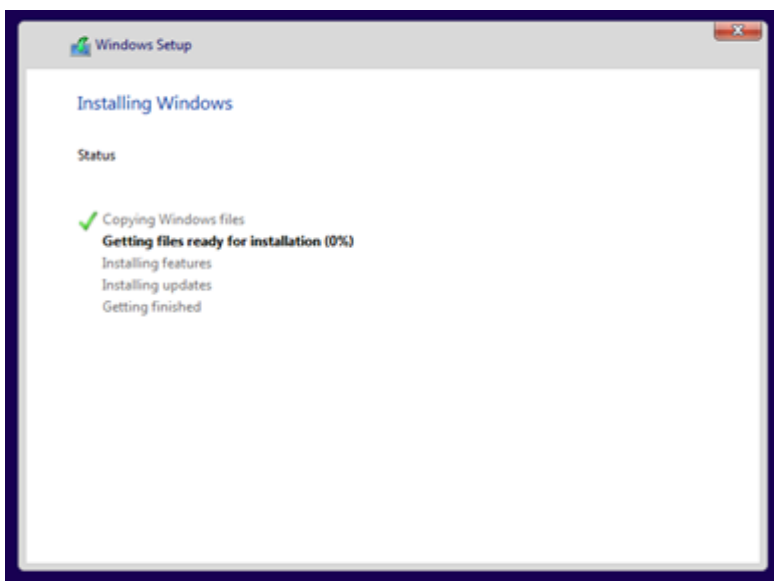 Windows Setup
Installing Windows
Status
Copying Windows files
Getting files ready for installation (0%)
Installing features
Installing updates
Getting finished